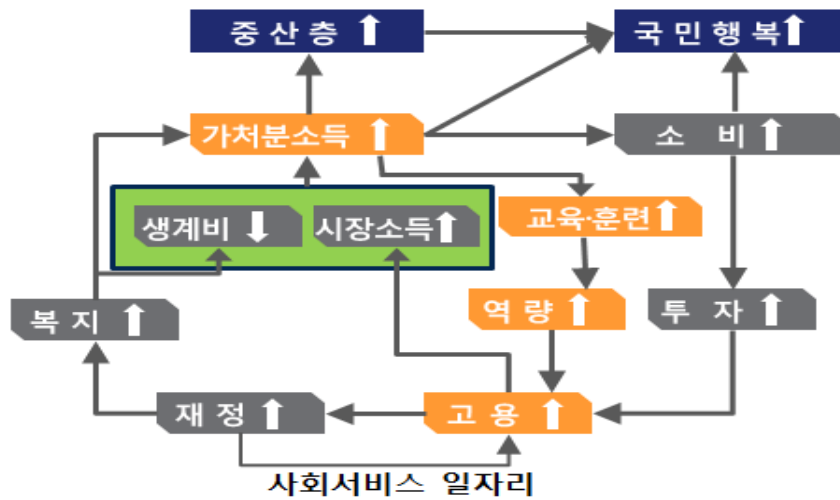 중산층 ↑
국민행복 ↑
가처분소득 ↑
소 비 ↑
생계비 ↓
시장소득 ↑
교육·훈련 ↑
복지 ↑
역량 ↑
투 자 ↑
재정 ↑
고용 ↑
사회서비스 일자리